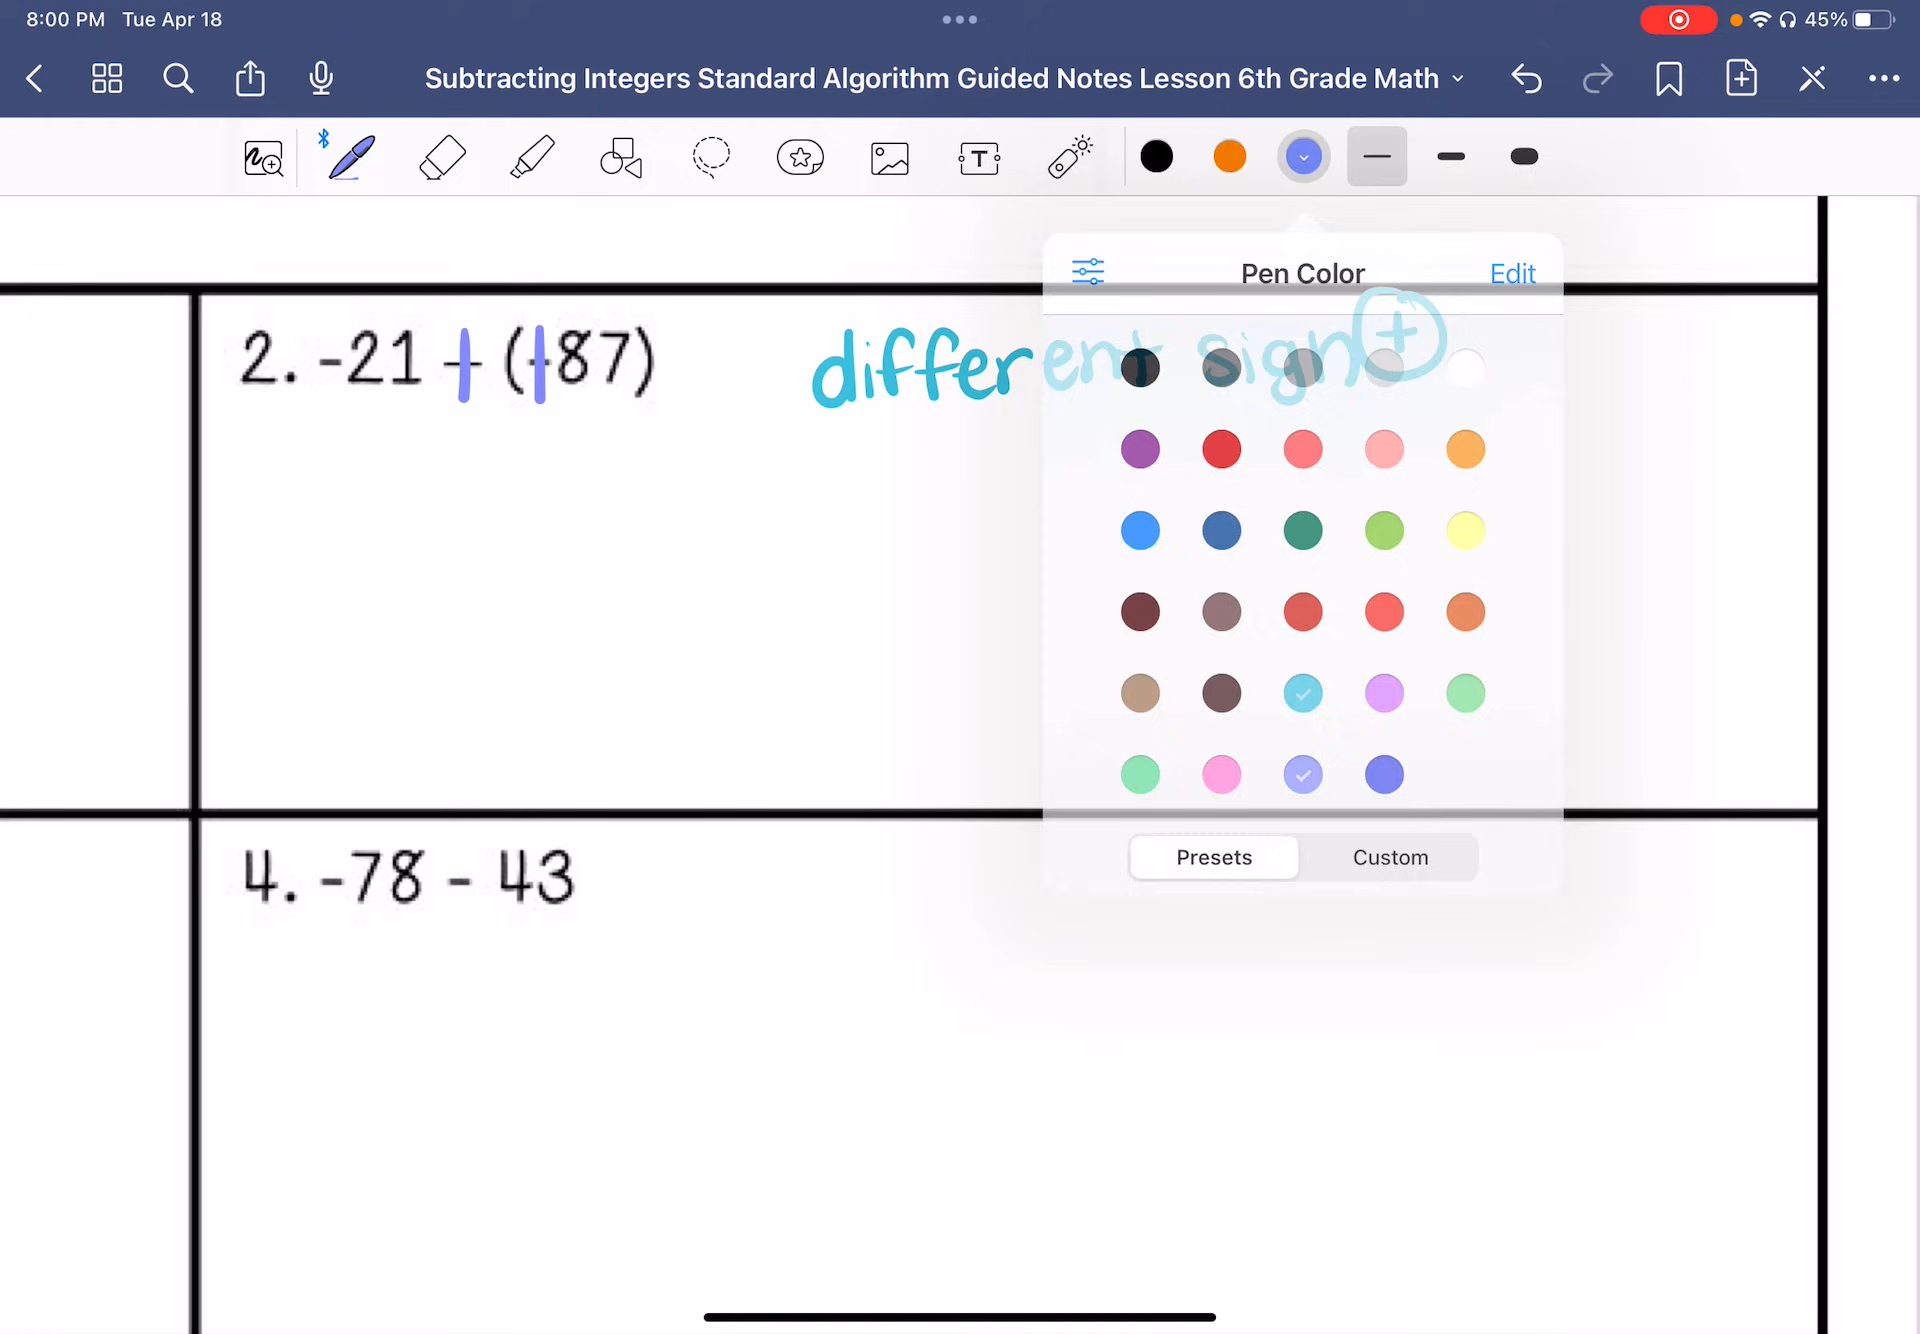 8:00 PM Tue Apr 18
45%
Subtracting Integers Standard Algorithm Guided Notes Lesson 6th Grade Math
T
Pen Color
Edit
2. -21 + (+87)
different sign +
Presets
Custom
4. -78 - 43